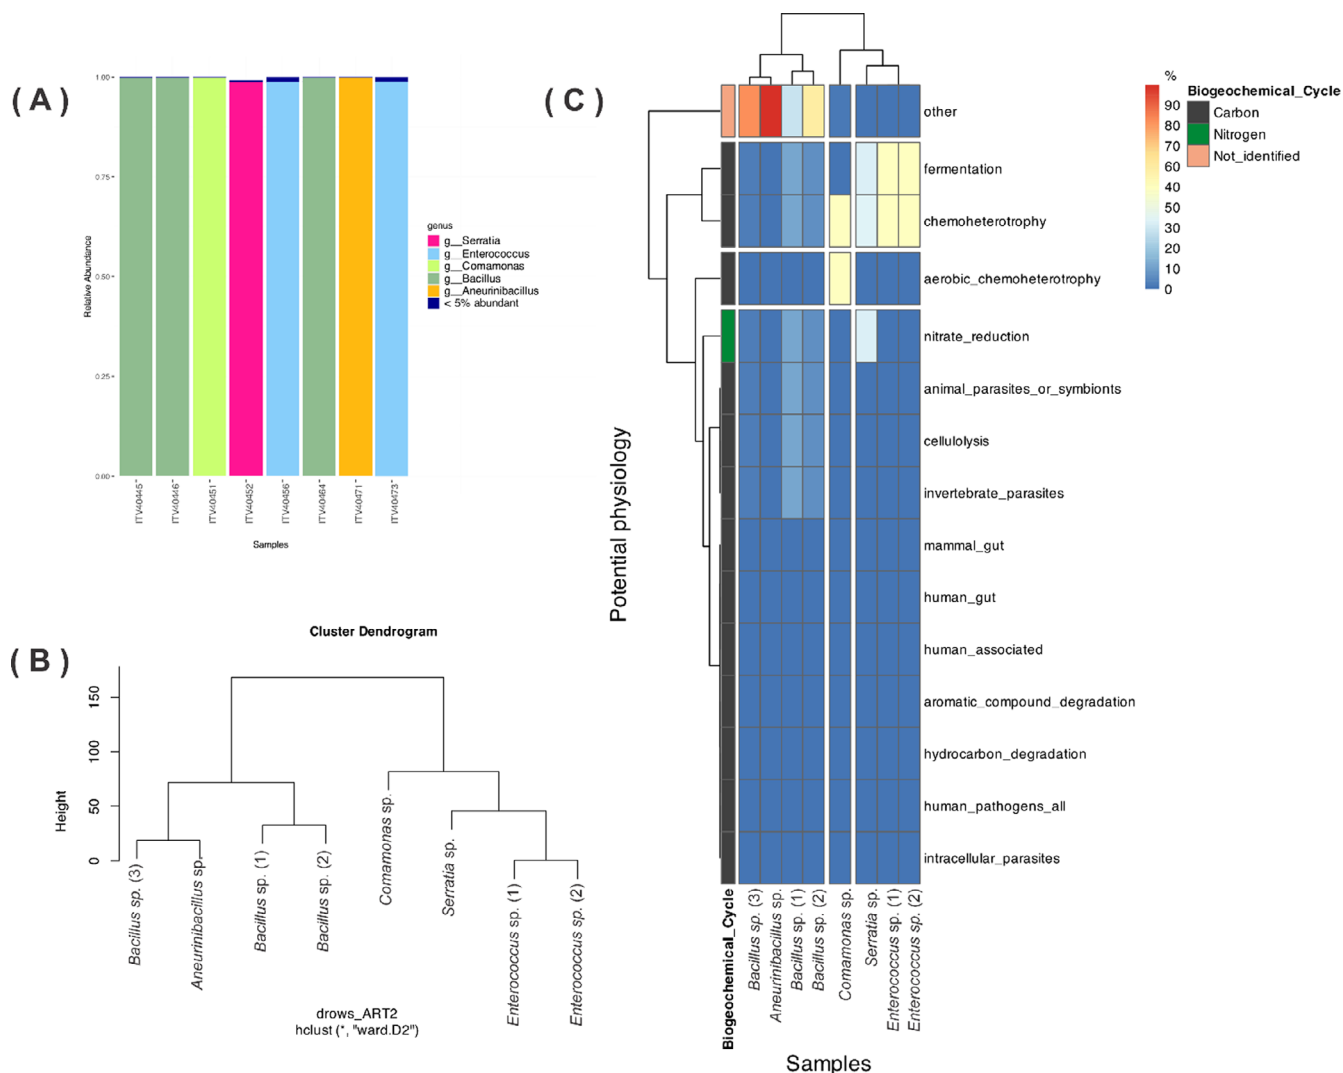 ( A )
1.00
0.75
0.50
0.25
0.00
Relative Abundance
ITV40445
ITV40446
ITV40451
ITV40452
ITV40456
ITV40464
ITV40471
ITV40473
Samples
genus
g__Serratia
g__Enterococcus
g__Comamonas
g__Bacillus
g__Aneurinibacillus
< 5% abundant
( B )
Cluster Dendrogram
Height
150
100
50
0
Bacillus sp. (3)
Aneurinibacillus sp.
Bacillus sp. (1)
Bacillus sp. (2)
Comamonas sp.
Serratia sp.
Enterococcus sp. (1)
Enterococcus sp. (2)
drows_ART2
hclust (*, "ward.D2")
( C )
Potential physiology
other
fermentation
chemoheterotrophy
aerobic_chemoheterotrophy
nitrate_reduction
animal_parasites_or_symbionts
cellulolysis
invertebrate_parasites
mammal_gut
human_gut
human_associated
aromatic_compound_degradation
hydrocarbon_degradation
human_pathogens_all
intracellular_parasites
Biogeochemical_Cycle
Bacillus sp. (3)
Aneurinibacillus sp.
Bacillus sp. (1)
Bacillus sp. (2)
Comamonas sp.
Serratia sp.
Enterococcus sp. (1)
Enterococcus sp. (2)
Samples
%
90
80
70
60
50
40
30
20
10
0
Biogeochemical_Cycle
Carbon
Nitrogen
Not_identified